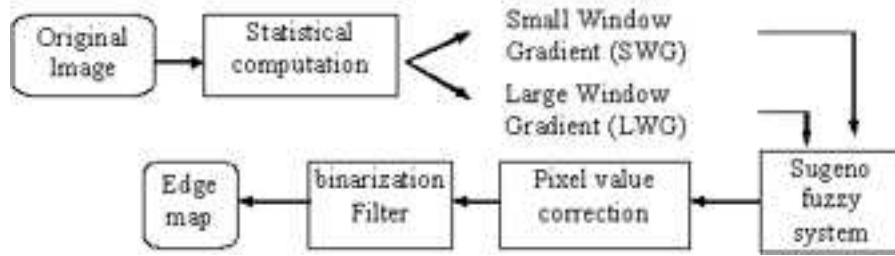 Original
Image
Statistical
computation
Small Window
Gradient (SWG)
Large Window
Gradient (LWG)
Sugeno
fuzzy
system
Pixel value
correction
binarization
Filter
Edge
map